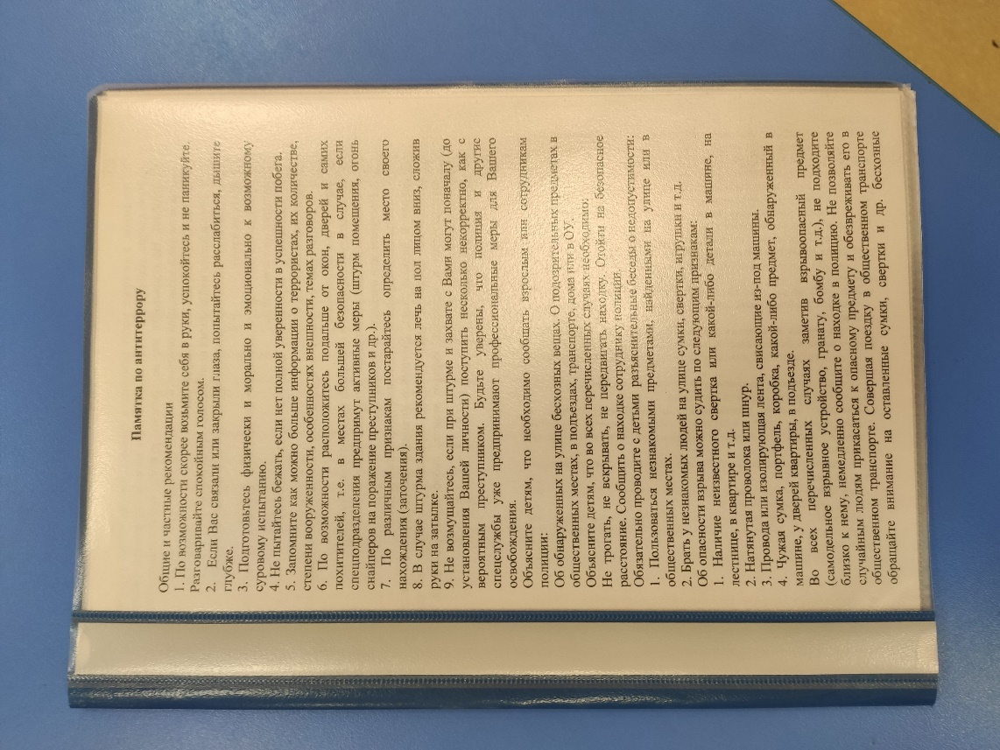 Памятка по антитеррору
Общие и частные рекомендации
1. По возможности скорее возьмите себя в руки, успокойтесь и не паникуйте.
Разговаривайте спокойным голосом.
2. Если Вас связали или закрыли глаза, попытайтесь расслабиться, дышите
глубже.
3. Подготовьтесь физически и морально и эмоционально к возможному
суровому испытанию.
4. Не пытайтесь бежать, если нет полной уверенности в успешности побега.
5. Запомните как можно больше информации о террористах, их количестве,
степени вооруженности, особенностях внешности, темах разговоров.
6. По возможности расположитесь подальше от окон, дверей и самих
похитителей, т.е. в местах большей безопасности в случае, если
спецподразделения предпримут активные меры (штурм помещения, огонь
снайперов на поражение преступников и др.).
7. По различным признакам постарайтесь определить место своего
нахождения (заточения).
8. В случае штурма здания рекомендуется лечь на пол лицом вниз, сложив
руки на затылке.
9. Не возмущайтесь, если при штурме и захвате с Вами могут поначалу (до
установления Вашей личности) поступить несколько некорректно, как с
вероятным преступником. Будьте уверены, что полиция и другие
спецслужбы уже предпринимают профессиональные меры для Вашего
освобождения.
Объясните детям, что необходимо сообщать взрослым или сотрудникам
полиции:
Об обнаруженных на улице бесхозных вещах. О подозрительных предметах в
общественных местах, в подъездах, транспорте, дома или в ОУ.
Объясните детям, что во всех перечисленных случаях необходимо:
Не трогать, не вскрывать, не передвигать находку. Отойти на безопасное
расстояние. Сообщить о находке сотруднику полиции.
Обязательно проводите с детьми разъяснительные беседы о недопустимости:
1. Пользоваться незнакомыми предметами, найденными на улице или в
общественных местах.
2. Брать у незнакомых людей на улице сумки, свертки, игрушки и т.д.
Об опасности взрыва можно судить по следующим признакам:
1. Наличие неизвестного свертка или какой-либо детали в машине, на
лестнице, в квартире и т.д.
2. Натянутая проволока или шнур.
3. Провода или изолирующая лента, свисающие из-под машины.
4. Чужая сумка, портфель, коробка, какой-либо предмет, обнаруженный в
машине, у дверей квартиры, в подъезде.
Во всех перечисленных случаях заметив взрывоопасный предмет
(самодельное взрывное устройство, гранату, бомбу и т.д.), не подходите
близко к нему, немедленно сообщите о находке в полицию. Не позволяйте
случайным людям прикасаться к опасному предмету и обезвреживать его в
общественном транспорте. Совершая поездку в общественном транспорте
обращайте внимание на оставленные сумки, свертки и др. бесхозные